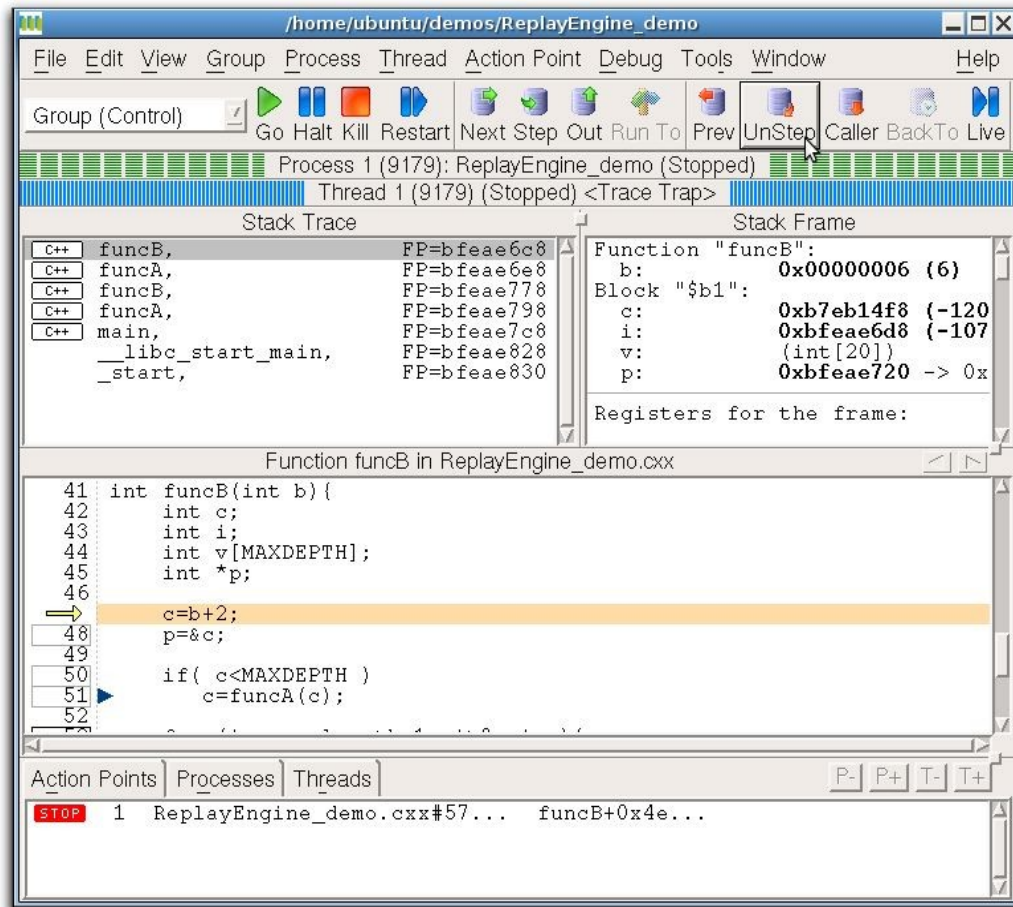 /home/ubuntu/demos/ReplayEngine_demo
File Edit View Group Process Thread Action Point Debug Tools Window Help
Group (Control) Go Halt Kill Restart Next Step Out Run To Prev UnStep Caller BackTo Live
Process 1 (9179): ReplayEngine_demo (Stopped)
Thread 1 (9179) (Stopped) <Trace Trap>
Stack Trace
C++ funcB, FP=bfeae6c8
C++ funcA, FP=bfeae6e8
C++ funcB, FP=bfeae778
C++ funcA, FP=bfeae798
C++ main, FP=bfeae7c8
__libc_start_main, FP=bfeae828
_start, FP=bfeae830
Stack Frame
Function "funcB":
b: 0x00000006 (6)
Block "$b1":
c: 0xb7eb14f8 (-120
i: 0xbfeae6d8 (-107
v: (int[20])
p: 0xbfeae720 -> 0x
Registers for the frame:
Function funcB in ReplayEngine_demo.cxx
41 int funcB(int b){
42 int c;
43 int i;
44 int v[MAXDEPTH];
45 int *p;
46
c=b+2;
48 p=&c;
49
50 if( c<MAXDEPTH )
51 c=funcA(c);
52
Action Points Processes Threads P- P+ T- T+
STOP 1 ReplayEngine_demo.cxx#57... funcB+0x4e...